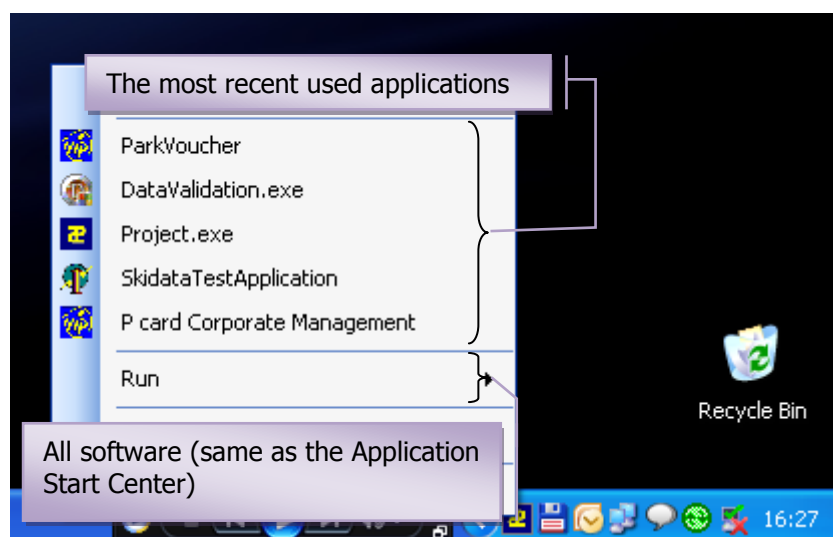 The most recent used applications
ParkVoucher
DataValidation.exe
Project.exe
SkidataTestApplication
P card Corporate Management
Run
Recycle Bin
All software (same as the Application
Start Center)
16:27